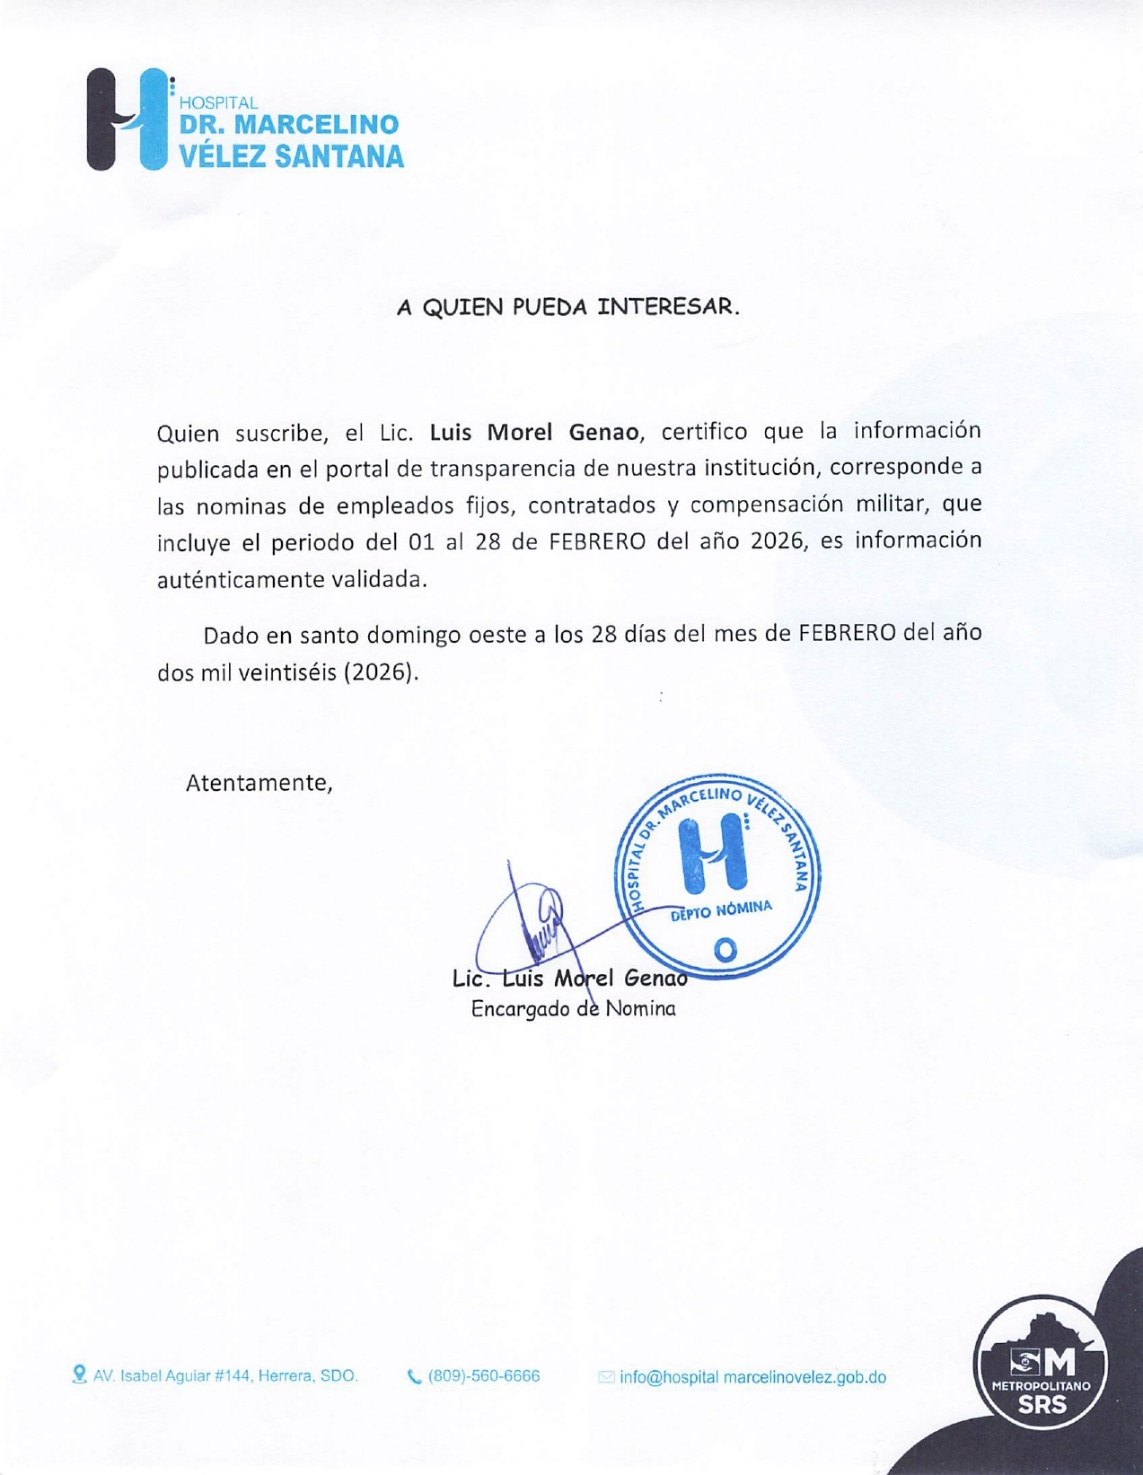 HOSPITAL
DR. MARCELINO
VÉLEZ SANTANA
A QUIEN PUEDA INTERESAR.
Quien suscribe, el Lic. Luis Morel Genao, certifico que la información
publicada en el portal de transparencia de nuestra institución, corresponde a
las nominas de empleados fijos, contratados y compensación militar, que
incluye el periodo del 01 al 28 de FEBRERO del año 2026, es información
auténticamente validada.
Dado en santo domingo oeste a los 28 días del mes de FEBRERO del año
dos mil veintiséis (2026).
Atentamente,
HOSPITAL DR. MARCELINO VÉLEZ SANTANA
DEPTO NÓMINA
Lic. Luis Morel Genao
Encargado de Nomina
AV. Isabel Aguiar #144, Herrera, SDO.
(809)-560-6666
info@hospital marcelinovelez.gob.do
M
METROPOLITANO
SRS